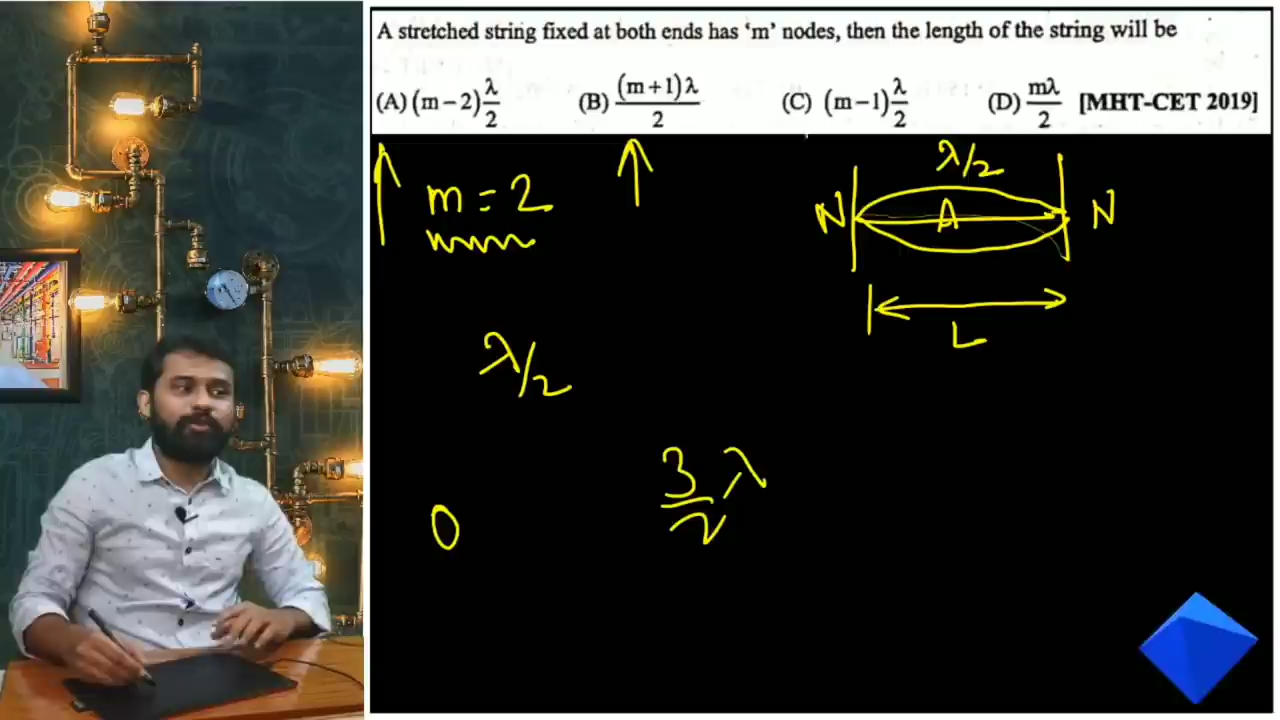 A stretched string fixed at both ends has ‘m’ nodes, then the length of the string will be
(A) (m−2) λ/2 (B) (m+1)λ/2 (C) (m−1) λ/2 (D) mλ/2 [MHT-CET 2019]
m = 2
λ/2
N A N
L
λ/2
3/2 λ
0